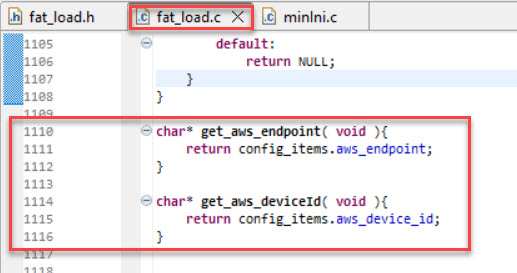 fat_load.h
fat_load.c
minIni.c
1105 default:
1106 return NULL;
1107 }
1108 }
1109
1110 char* get_aws_endpoint( void ){
1111 return config_items.aws_endpoint;
1112 }
1113
1114 char* get_aws_deviceId( void ){
1115 return config_items.aws_device_id;
1116 }
1117
1118